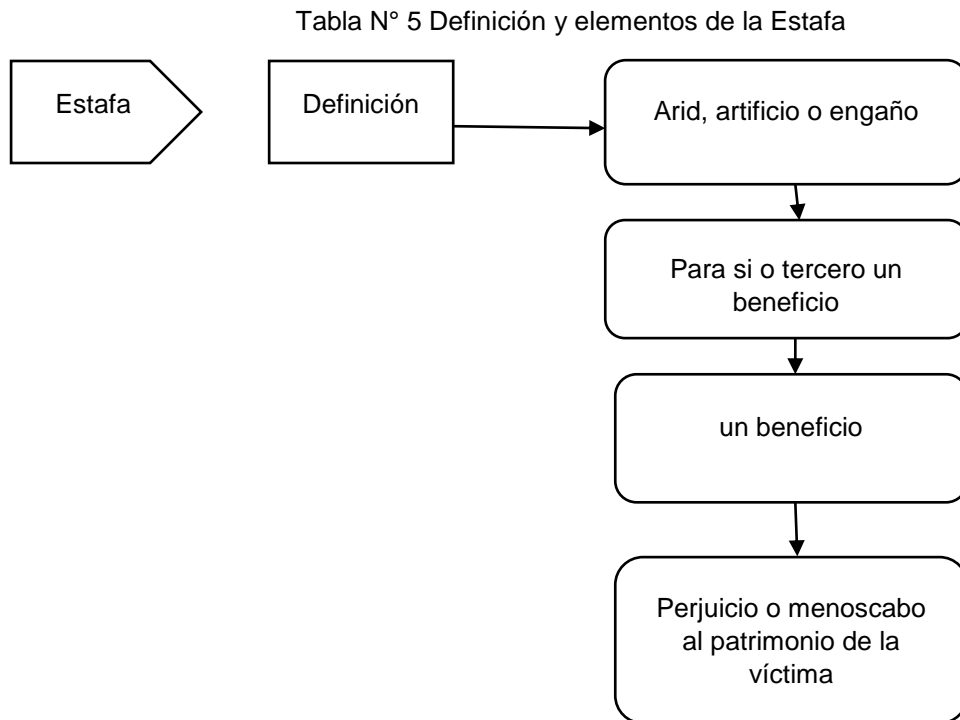 Tabla N° 5 Definición y elementos de la Estafa
Estafa
Definición
Arid, artificio o engaño
Para si o tercero un
beneficio
un beneficio
Perjuicio o menoscabo
al patrimonio de la
víctima